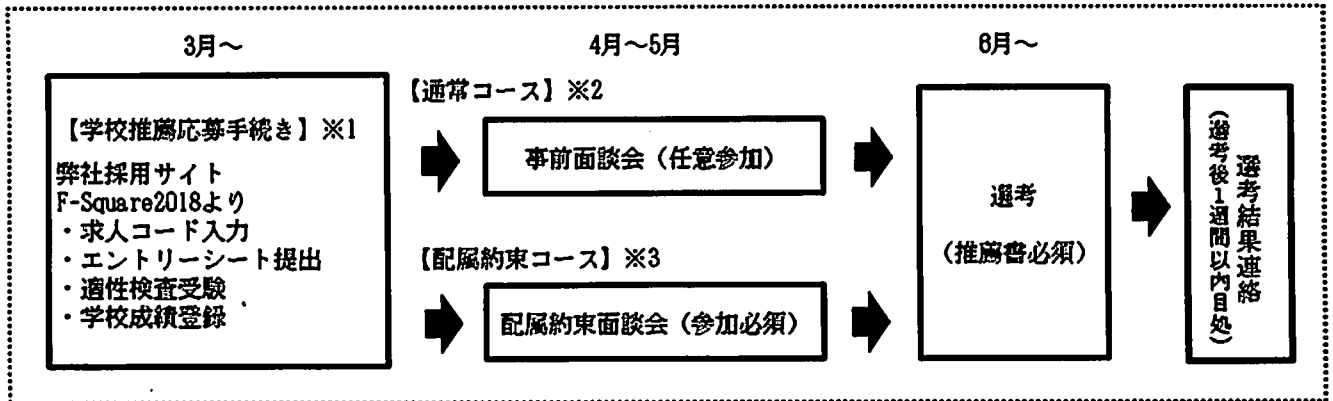 3月～
4月～5月
6月～
【学校推薦応募手続き】※1
弊社採用サイト
F-Square2018より
・求人コード入力
・エントリーシート提出
・適性検査受験
・学校成績登録
【通常コース】※2
事前面談会（任意参加）
【配属約束コース】※3
配属約束面談会（参加必須）
選考
（推薦書必須）
選考結果連絡
（選考後1週間以内目処）